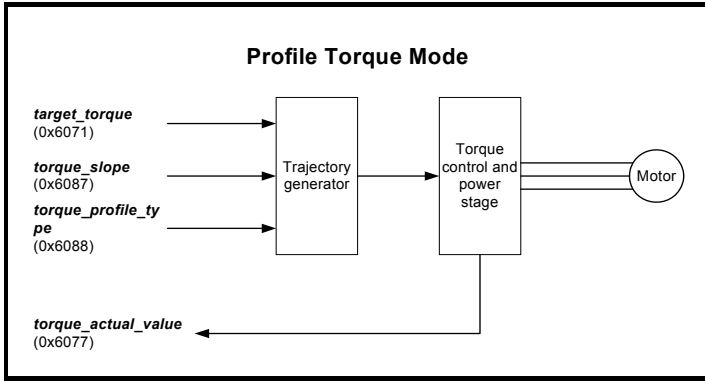 Profile Torque Mode
target_torque
(0x6071)
torque_slope
(0x6087)
torque_profile_ty
pe
(0x6088)
torque_actual_value
(0x6077)
Trajectory
generator
Torque
control and
power
stage
Motor